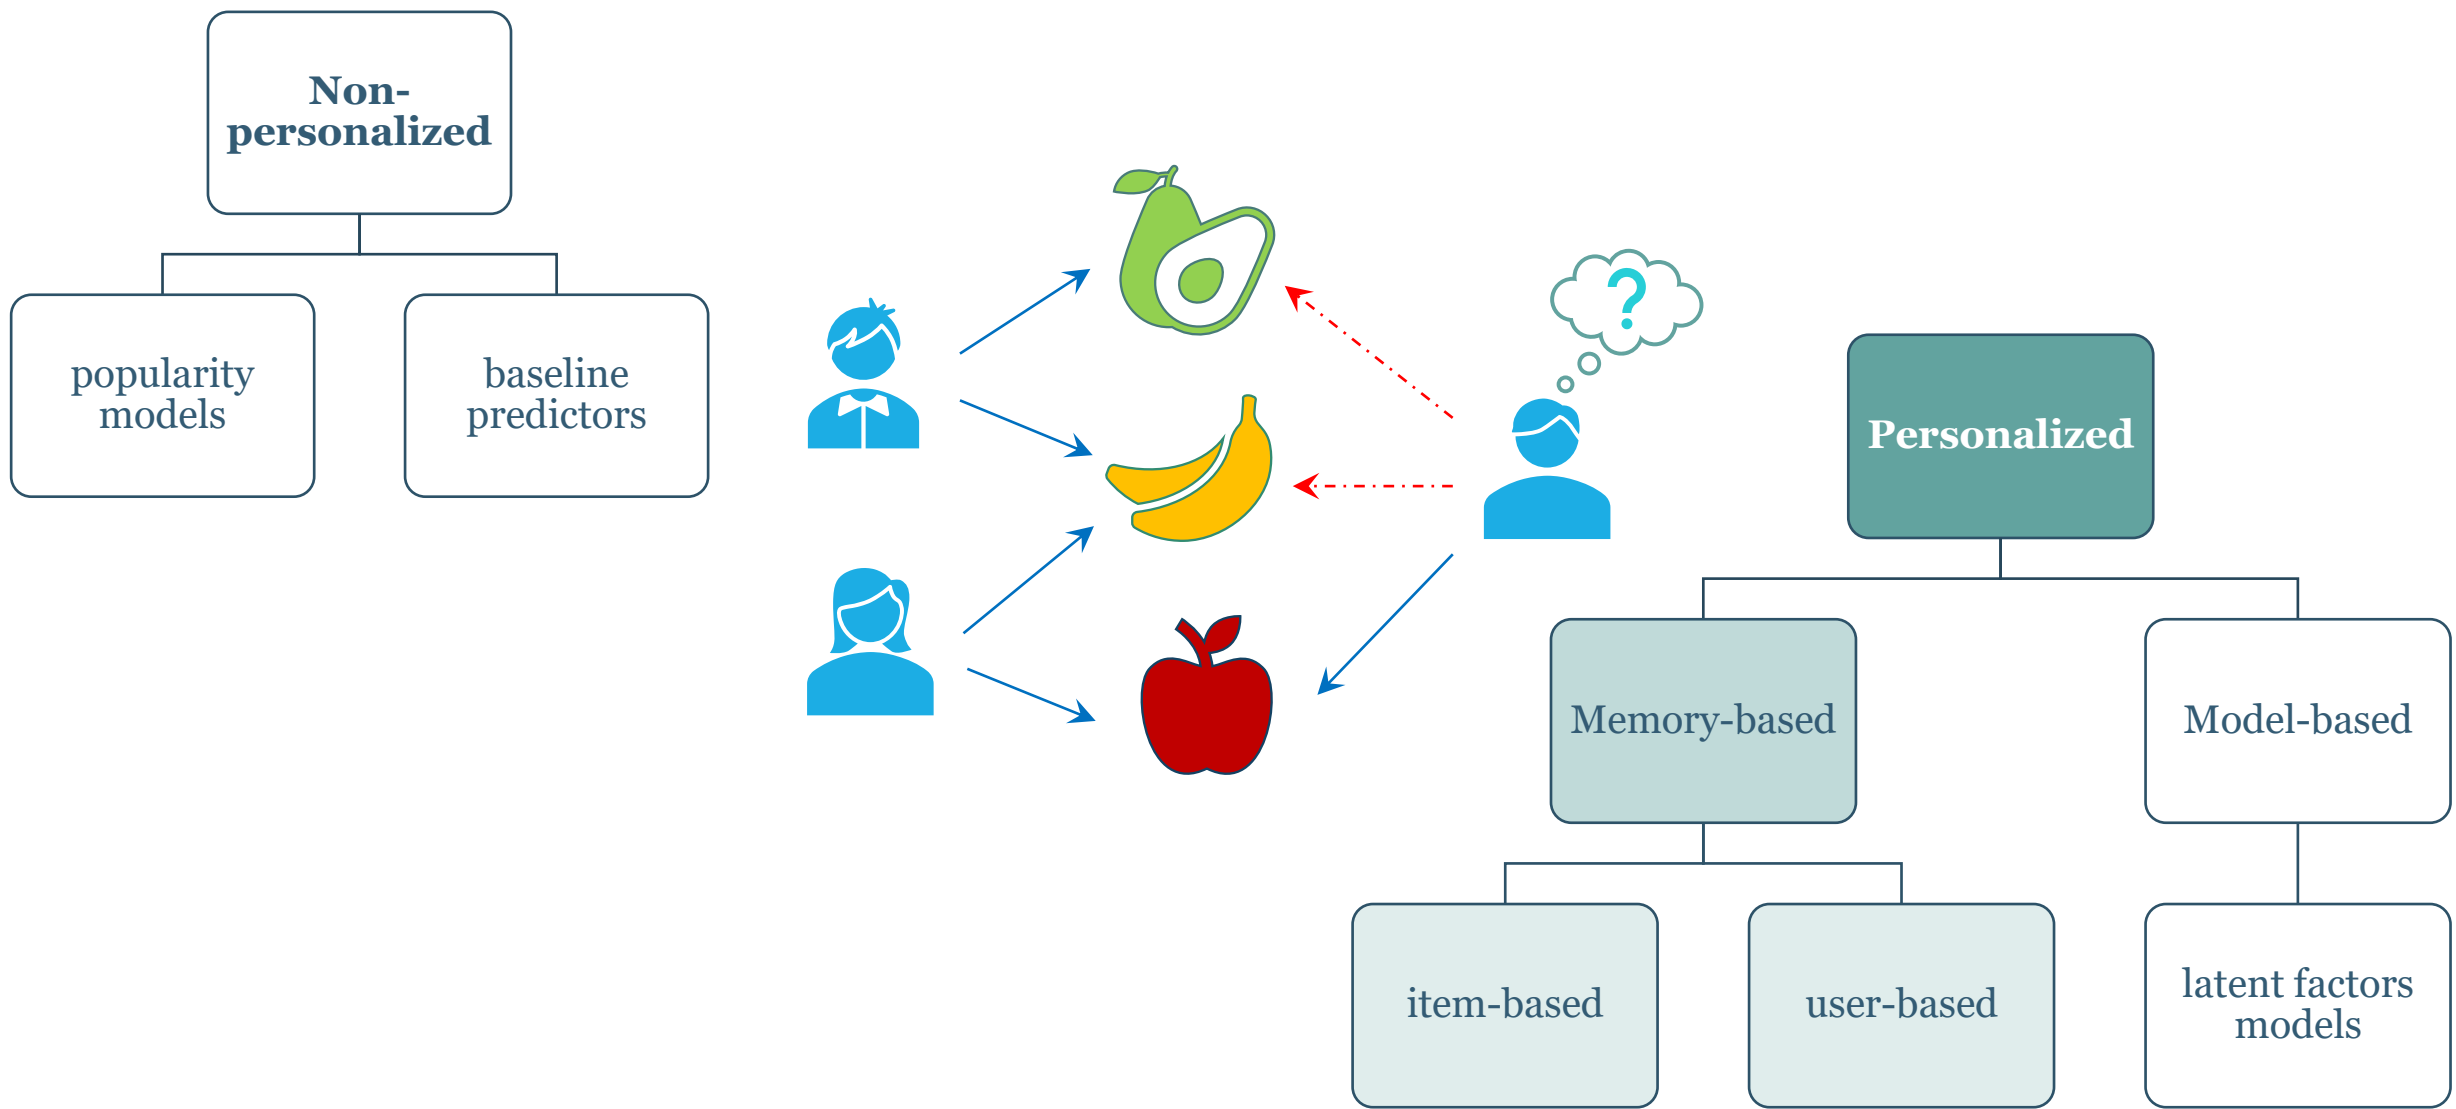 Non-
personalized
popularity
models
baseline
predictors
?
Personalized
Memory-based
Model-based
item-based
user-based
latent factors
models